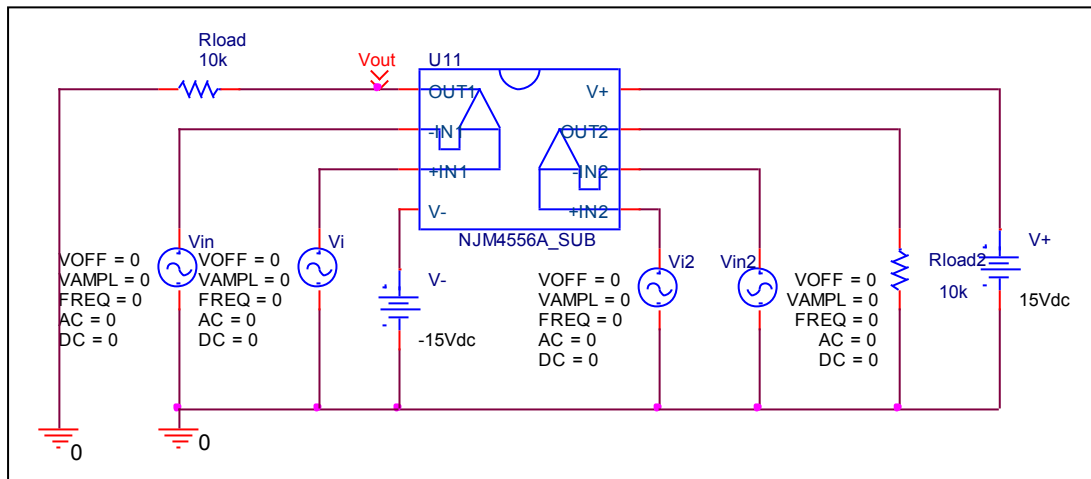 Rload
10k
Vout
U11
OUT1
-IN1
+IN1
V-
V+
OUT2
-IN2
+IN2
NJM4556A_SUB
Vin
VOFF = 0
VAMPL = 0
FREQ = 0
AC = 0
DC = 0
Vi
VOFF = 0
VAMPL = 0
FREQ = 0
AC = 0
DC = 0
V-
-15Vdc
Vi2
VOFF = 0
VAMPL = 0
FREQ = 0
AC = 0
DC = 0
Vin2
VOFF = 0
VAMPL = 0
FREQ = 0
AC = 0
DC = 0
Rload2
10k
V+
15Vdc
0
0